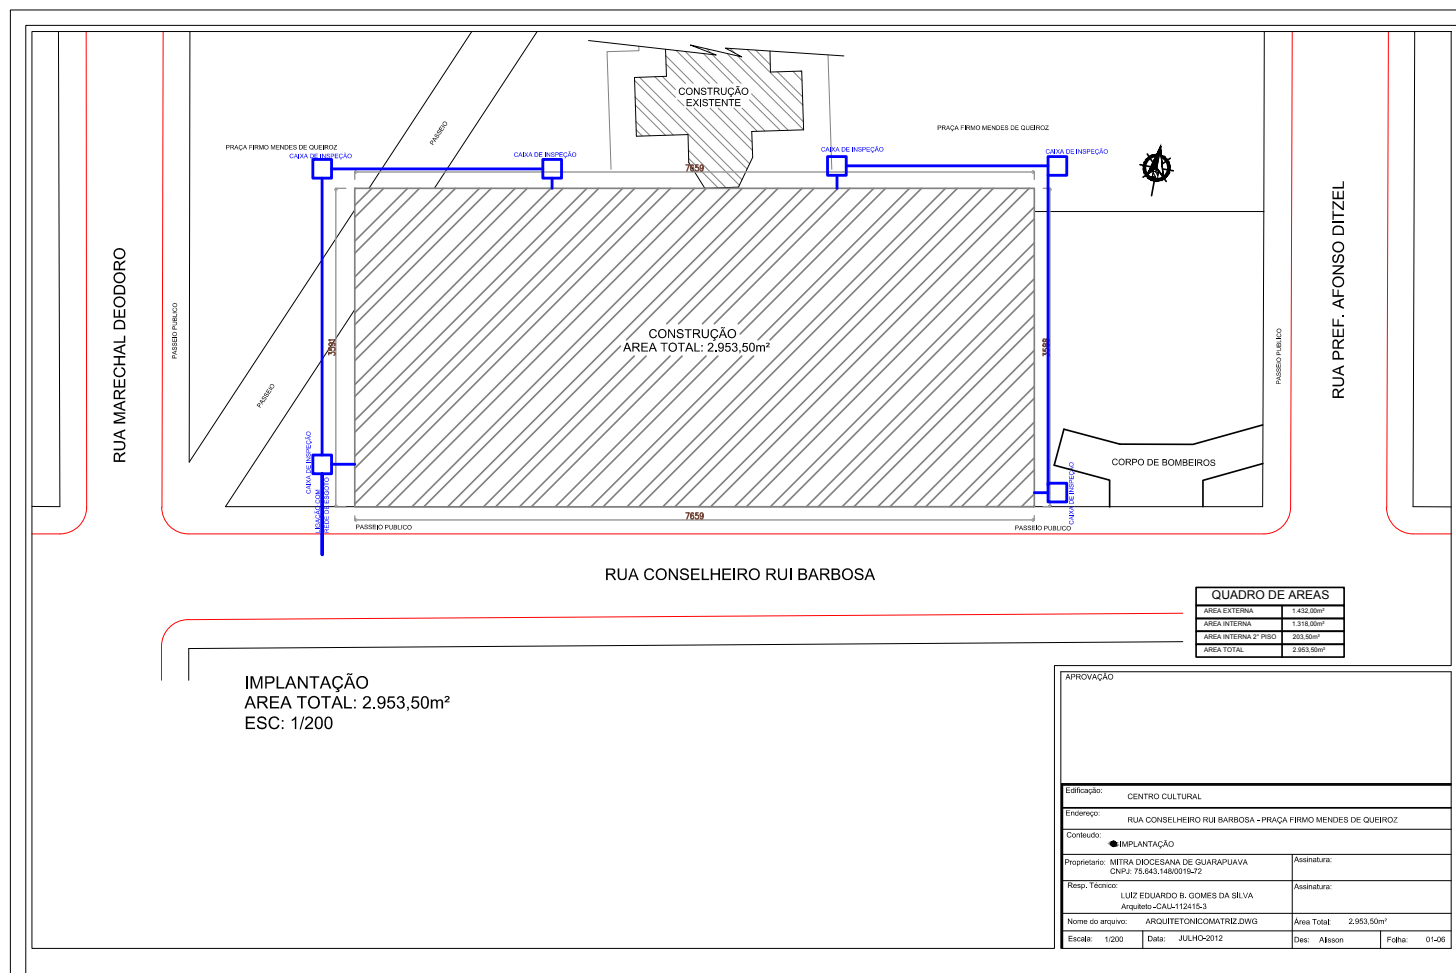 CONSTRUÇÃO
EXISTENTE
PRAÇA FIRMO MENDES DE QUEIROZ
PASSEIO
PRAÇA FIRMO MENDES DE QUEIROZ
CAIXA DE INSPEÇÃO
CAIXA DE INSPEÇÃO
CAIXA DE INSPEÇÃO
CAIXA DE INSPEÇÃO
7659
RUA MARECHAL DEODORO
PASSEIO PUBLICO
3591
CONSTRUÇÃO
AREA TOTAL: 2.953,50m²
3588
PASSEIO PUBLICO
RUA PREF. AFONSO DITZEL
PASSEIO
CAIXA DE INSPEÇÃO
LIGAÇÃO COM
REDE DE ESGOTO
CORPO DE BOMBEIROS
CAIXA DE INSPEÇÃO
7659
PASSEIO PUBLICO
PASSEIO PUBLICO
RUA CONSELHEIRO RUI BARBOSA
QUADRO DE AREAS
AREA EXTERNA 1.432,00m²
AREA INTERNA 1.318,00m²
AREA INTERNA 2° PISO 203,50m²
AREA TOTAL 2.953,50m²
IMPLANTAÇÃO
AREA TOTAL: 2.953,50m²
ESC: 1/200
APROVAÇÃO
Edificação: CENTRO CULTURAL
Endereço: RUA CONSELHEIRO RUI BARBOSA - PRAÇA FIRMO MENDES DE QUEIROZ
Conteudo: IMPLANTAÇÃO
Proprietario: MITRA DIOCESANA DE GUARAPUAVA
CNPJ: 75.643.148/0019-72
Assinatura:
Resp. Técnico: LUIZ EDUARDO B. GOMES DA SILVA
Arquiteto -CAU-112415-3
Assinatura:
Nome do arquivo: ARQUITETONICOMATRIZ.DWG
Área Total: 2.953,50m²
Escala: 1/200 Data: JULHO-2012 Des: Alisson Folha: 01-06